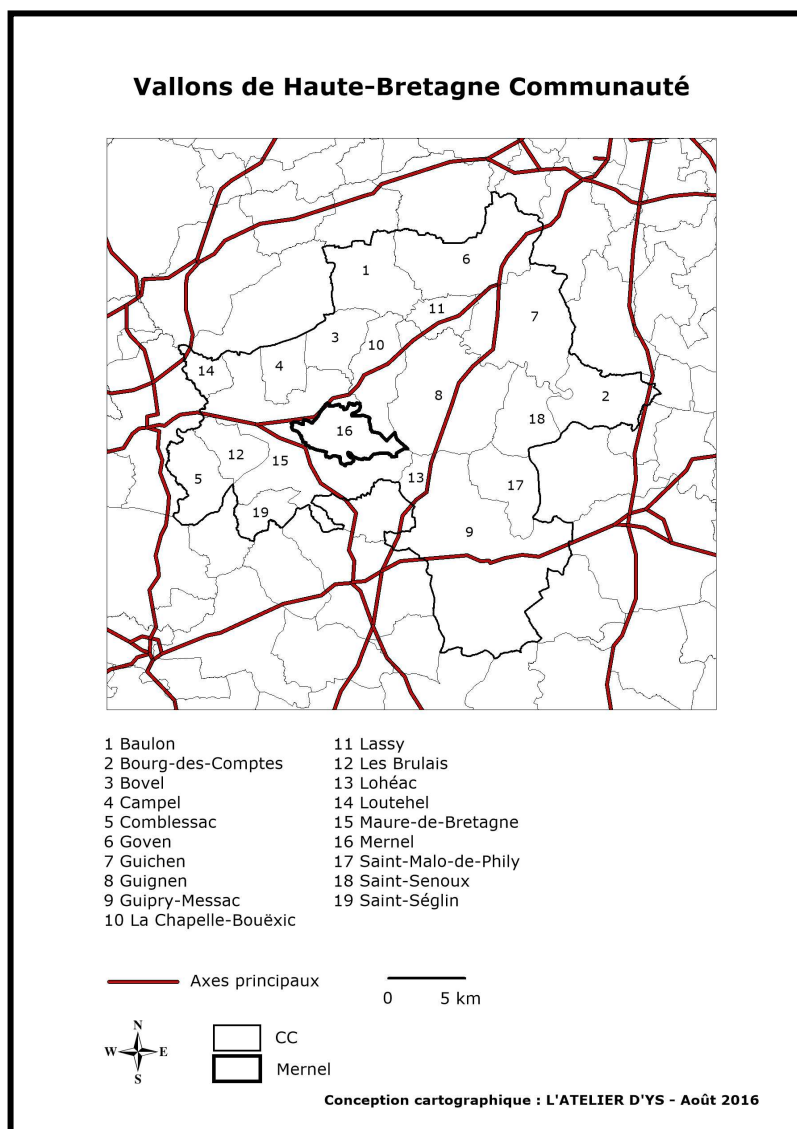 Vallons de Haute-Bretagne Communauté
1
6
11
7
3
10
14
4
8
2
18
16
12
15
5
13
17
19
9
1 Baulon
2 Bourg-des-Comptes
3 Bovel
4 Campel
5 Comblessac
6 Goven
7 Guichen
8 Guignen
9 Guipry-Messac
10 La Chapelle-Bouëxic
11 Lassy
12 Les Brulais
13 Lohéac
14 Loutehel
15 Maure-de-Bretagne
16 Mernel
17 Saint-Malo-de-Phily
18 Saint-Senoux
19 Saint-Séglin
Axes principaux
0 5 km
N
W E
S
CC
Mernel
Conception cartographique : L'ATELIER D'YS - Août 2016